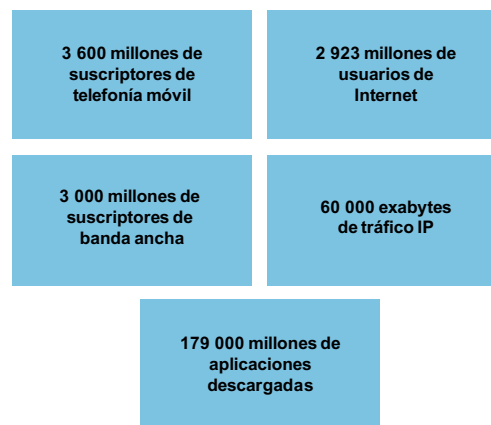 3 600 millones de
suscriptores de
telefonía móvil
2 923 millones de
usuarios de
Internet
3 000 millones de
suscriptores de
banda ancha
60 000 exabytes
de tráfico IP
179 000 millones de
aplicaciones
descargadas